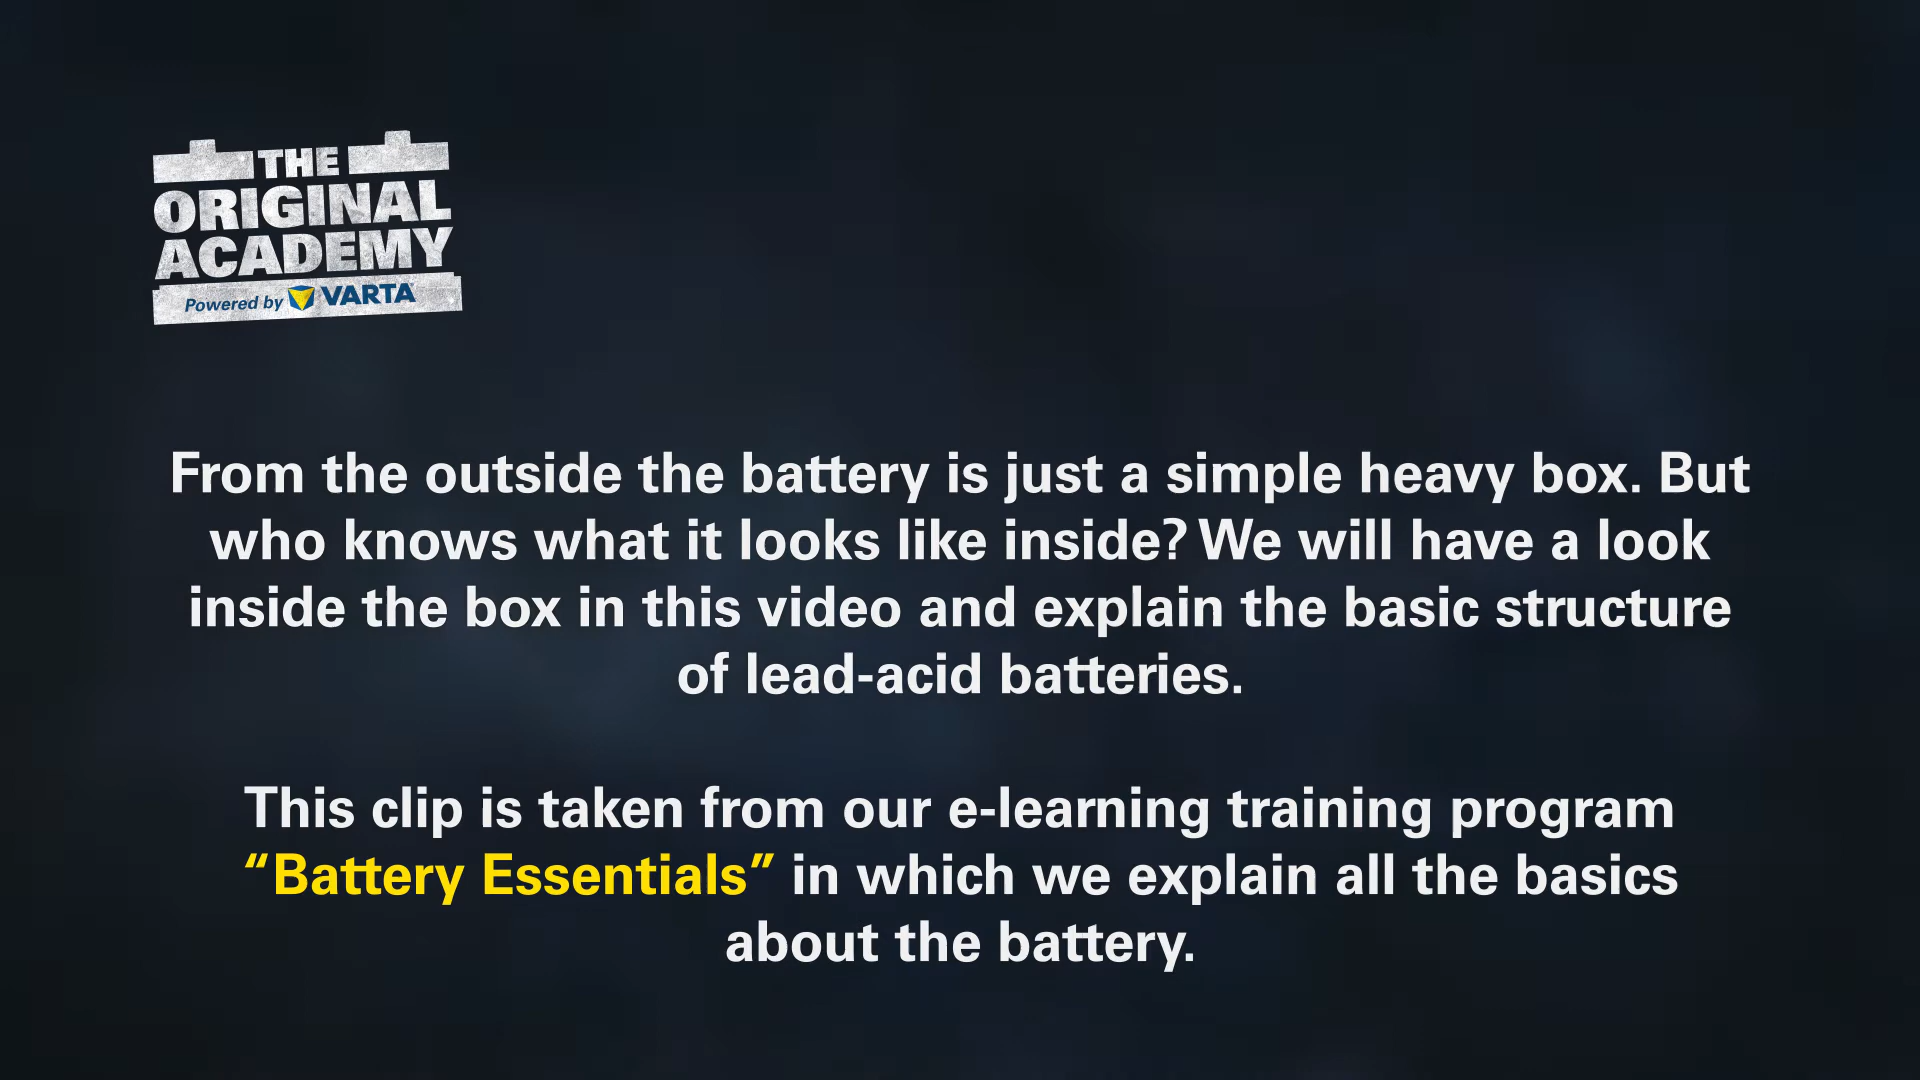 THE
ORIGINAL
ACADEMY
Powered by VARTA
From the outside the battery is just a simple heavy box. But
who knows what it looks like inside? We will have a look
inside the box in this video and explain the basic structure
of lead-acid batteries.
This clip is taken from our e-learning training program
“Battery Essentials” in which we explain all the basics
about the battery.